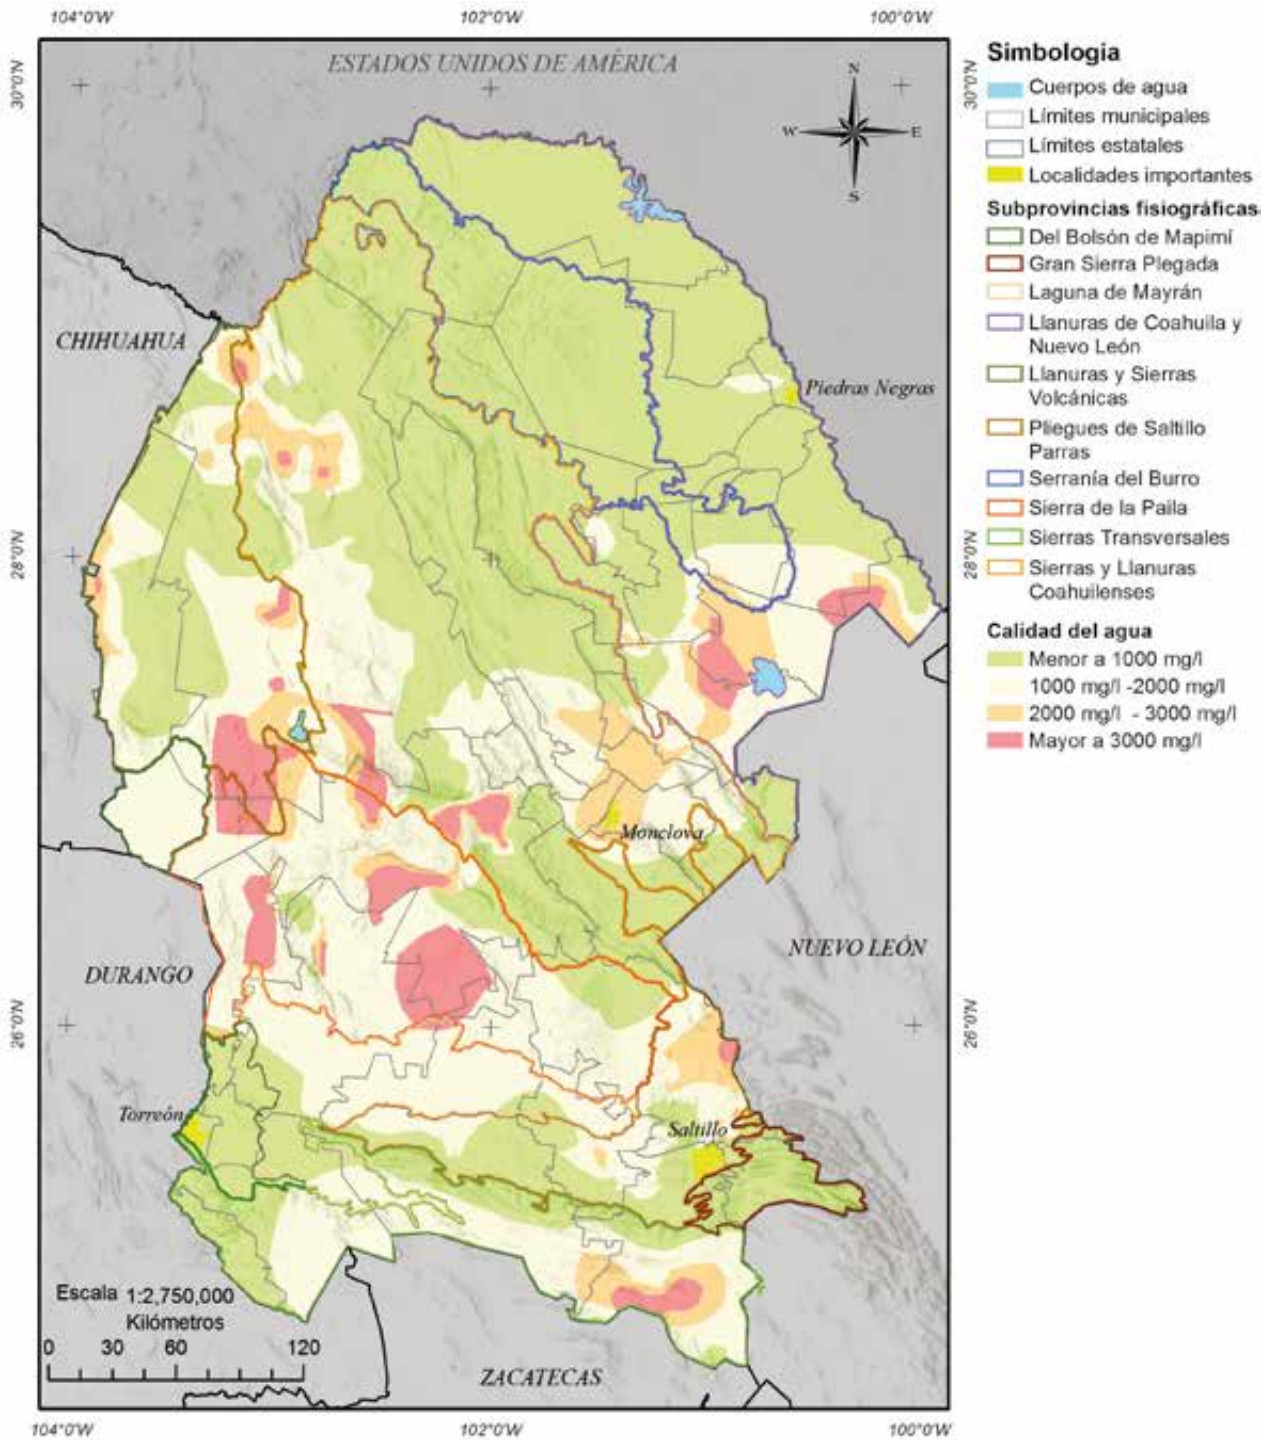 104°0'W 102°0'W 100°0'W
30°0'N
30°0'N
ESTADOS UNIDOS DE AMÉRICA
N
W E
S
CHIHUAHUA
Piedras Negras
28°0'N
28°0'N
Monclova
NUEVO LEÓN
DURANGO
26°0'N
26°0'N
Torreón
Saltillo
Escala 1:2,750,000
Kilómetros
0 30 60 120
ZACATECAS
104°0'W 102°0'W 100°0'W
Simbología
Cuerpos de agua
Límites municipales
Límites estatales
Localidades importantes
Subprovincias fisiográficas
Del Bolsón de Mapimí
Gran Sierra Plegada
Laguna de Mayrán
Llanuras de Coahuila y
Nuevo León
Llanuras y Sierras
Volcánicas
Pliegues de Saltillo
Parras
Serranía del Burro
Sierra de la Paila
Sierras Transversales
Sierras y Llanuras
Coahuilenses
Calidad del agua
Menor a 1000 mg/l
1000 mg/l -2000 mg/l
2000 mg/l - 3000 mg/l
Mayor a 3000 mg/l